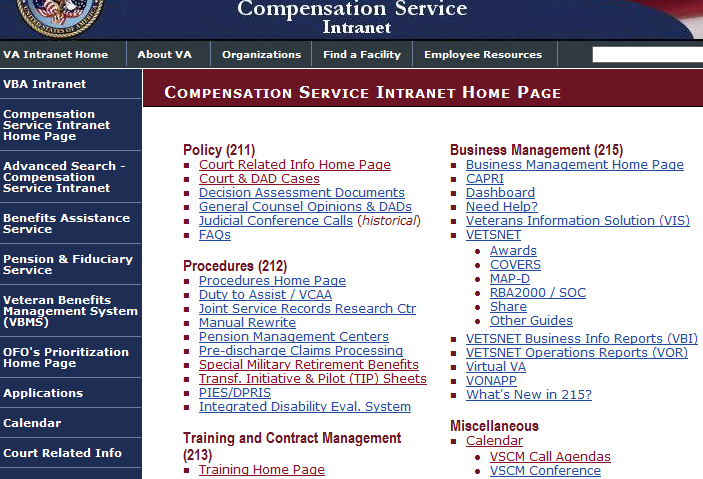 Compensation Service
Intranet
VA Intranet Home
About VA
Organizations
Find a Facility
Employee Resources
VBA Intranet
Compensation
Service Intranet
Home Page
Advanced Search -
Compensation
Service Intranet
Benefits Assistance
Service
Pension & Fiduciary
Service
Veteran Benefits
Management System
(VBMS)
OFO's Prioritization
Home Page
Applications
Calendar
Court Related Info
Compensation Service Intranet Home Page
Policy (211)
Court Related Info Home Page
Court & DAD Cases
Decision Assessment Documents
General Counsel Opinions & DADs
Judicial Conference Calls (historical)
FAQs
Procedures (212)
Procedures Home Page
Duty to Assist / VCAA
Joint Service Records Research Ctr
Manual Rewrite
Pension Management Centers
Pre-discharge Claims Processing
Special Military Retirement Benefits
Transf. Initiative & Pilot (TIP) Sheets
PIES/DPRIS
Integrated Disability Eval. System
Training and Contract Management
(213)
Training Home Page
Business Management (215)
Business Management Home Page
CAPRI
Dashboard
Need Help?
Veterans Information Solution (VIS)
VETSNET
Awards
COVERS
MAP-D
RBA2000 / SOC
Share
Other Guides
VETSNET Business Info Reports (VBI)
VETSNET Operations Reports (VOR)
Virtual VA
VONAPP
What's New in 215?
Miscellaneous
Calendar
VSCM Call Agendas
VSCM Conference